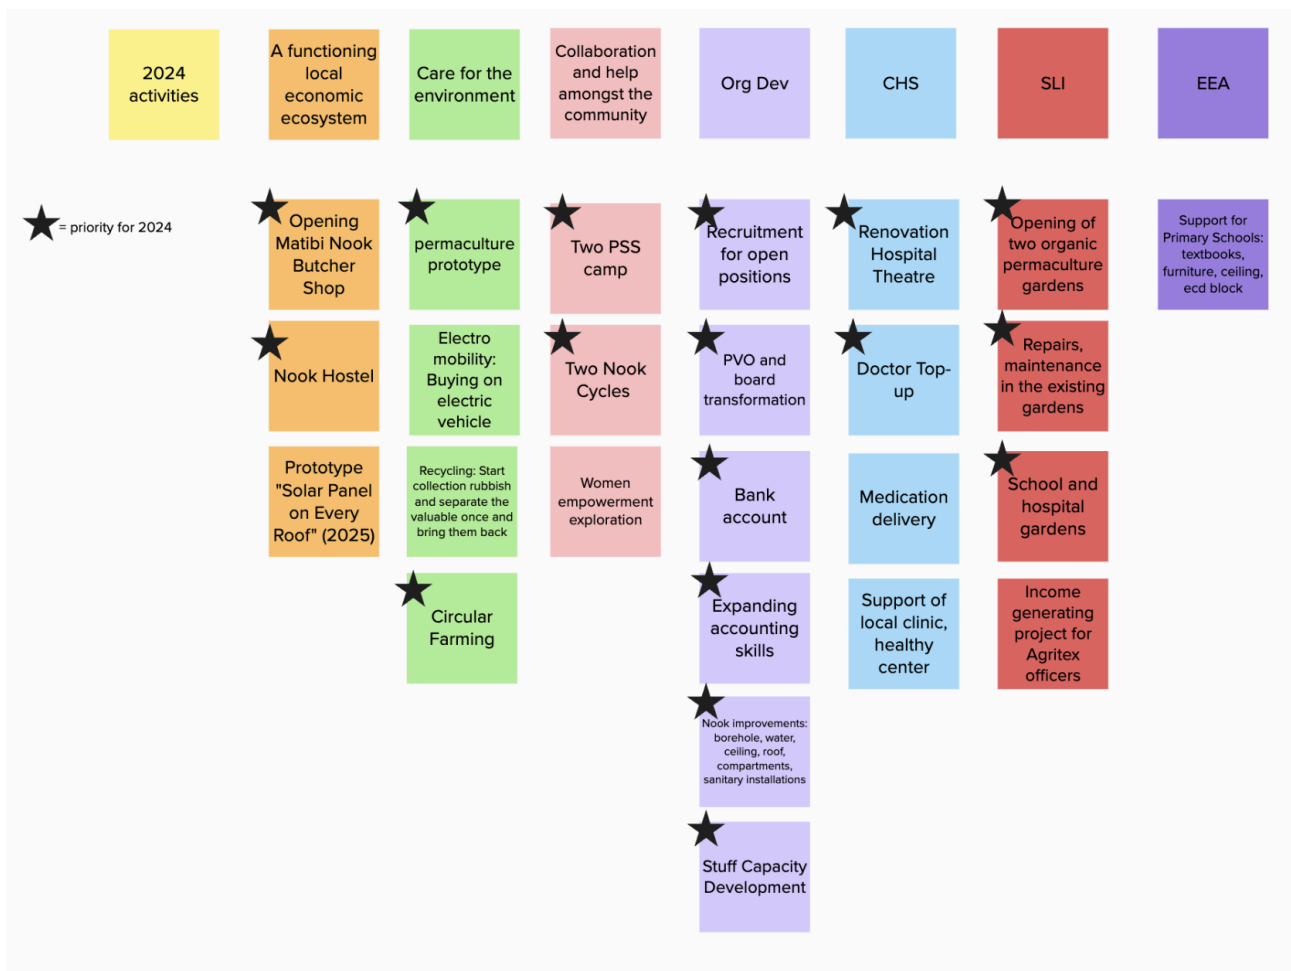 2024
activities
A functioning
local
economic
ecosystem
Care for the
environment
Collaboration
and help
amongst the
community
Org Dev
CHS
SLI
EEA
= priority for 2024
Opening
Matibi Nook
Butcher
Shop
permaculture
prototype
Two PSS
camp
Recruitment
for open
positions
Renovation
Hospital
Theatre
Opening of
two organic
permaculture
gardens
Support for
Primary Schools:
textbooks,
furniture, ceiling,
ecd block
Nook Hostel
Electro
mobility:
Buying on
electric
vehicle
Two Nook
Cycles
PVO and
board
transformation
Doctor Top-
up
Repairs,
maintenance
in the existing
gardens
Prototype
"Solar Panel
on Every
Roof" (2025)
Recycling: Start
collection rubbish
and separate the
valuable once and
bring them back
Women
empowerment
exploration
Bank
account
Medication
delivery
School and
hospital
gardens
Circular
Farming
Expanding
accounting
skills
Support of
local clinic,
healthy
center
Income
generating
project for
Agritex
officers
Nook improvements:
borehole, water,
ceiling, roof,
compartments,
sanitary installations
Stuff Capacity
Development